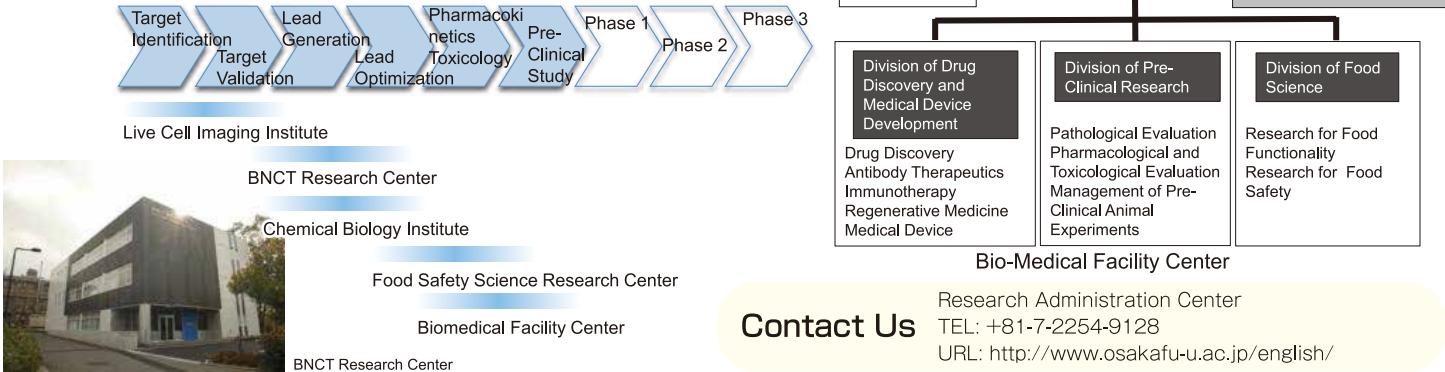 Target
Identification
Target
Validation
Lead
Generation
Lead
Optimization
Pharmacoki
netics
Toxicology
Pre-
Clinical
Study
Phase 1
Phase 2
Phase 3
Live Cell Imaging Institute
BNCT Research Center
Chemical Biology Institute
Food Safety Science Research Center
Biomedical Facility Center
BNCT Research Center
Division of Drug
Discovery and
Medical Device
Development
Drug Discovery
Antibody Therapeutics
Immunotherapy
Regenerative Medicine
Medical Device
Division of Pre-
Clinical Research
Pathological Evaluation
Pharmacological and
Toxicological Evaluation
Management of Pre-
Clinical Animal
Experiments
Division of Food
Science
Research for Food
Functionality
Research for Food
Safety
Bio-Medical Facility Center
Contact Us
Research Administration Center
TEL: +81-7-2254-9128
URL: http://www.osakafu-u.ac.jp/english/